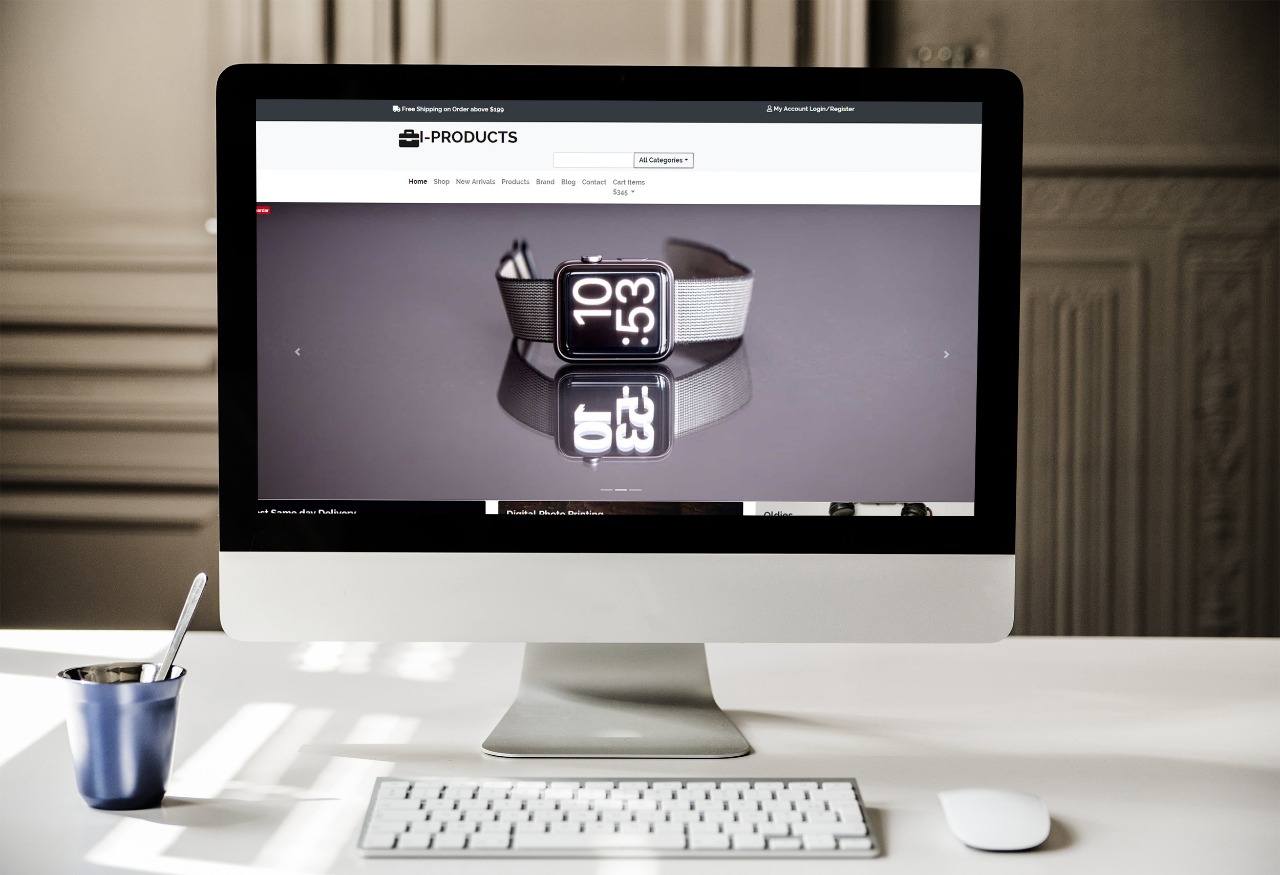 Free Shipping on Order above $199
My Account Login/Register
I-PRODUCTS
All Categories
Home Shop New Arrivals Products Brand Blog Contact Cart Items
$345
10
:53
Same day Delivery
Digital Photo Printing
Oldies